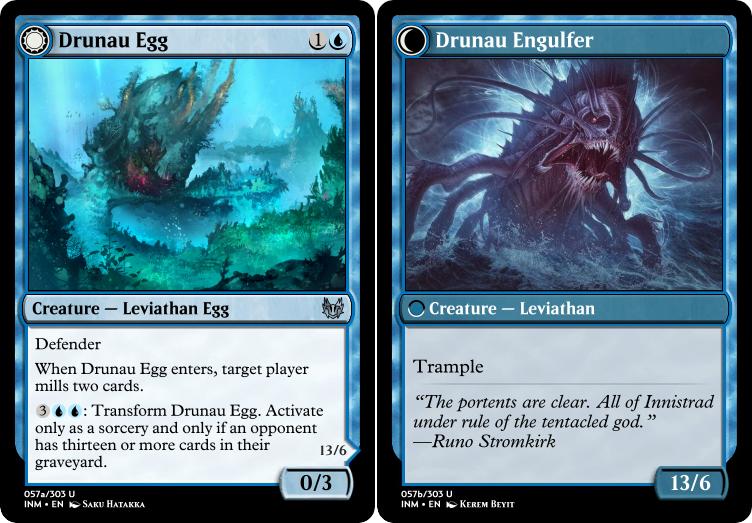 Drunau Egg
1
Creature — Leviathan Egg
Defender
When Drunau Egg enters, target player
mills two cards.
3: Transform Drunau Egg. Activate
only as a sorcery and only if an opponent
has thirteen or more cards in their
graveyard.
13/6
0/3
057a/303 U
INM • EN Saku Hatakka
Drunau Engulfer
Creature — Leviathan
Trample
“The portents are clear. All of Innistrad
under rule of the tentacled god.”
—Runo Stromkirk
13/6
057b/303 U
INM • EN Kerem Beyit